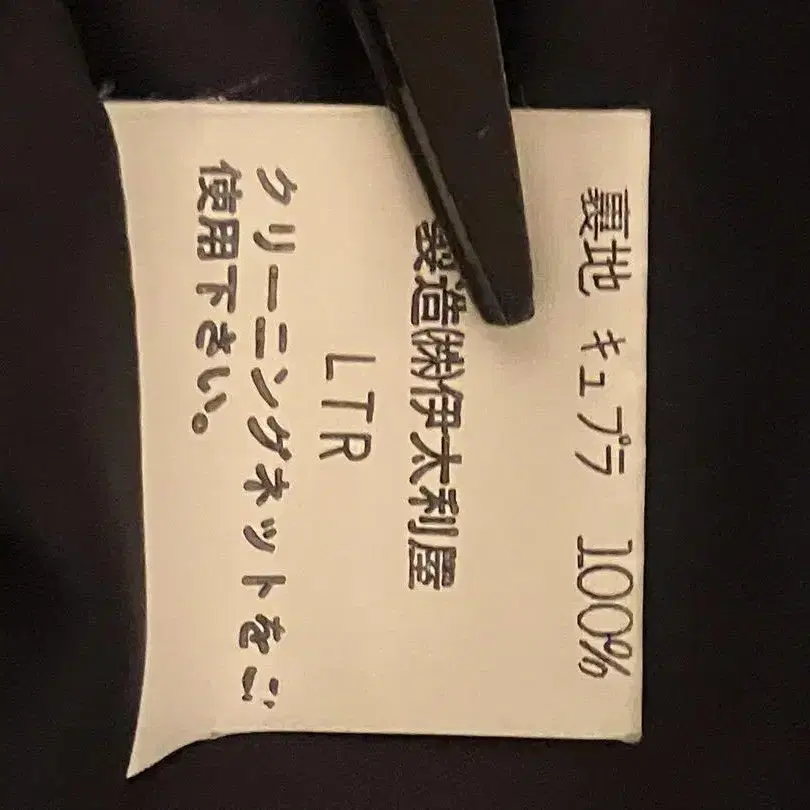 裏地 キュプラ 100%
製造㈱伊太利屋
LTR
クリーニングネットをご
使用下さい。